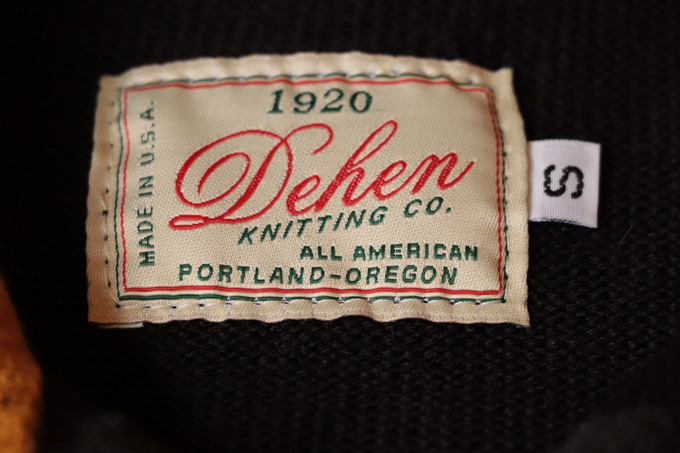 1920
Dehen
KNITTING CO.
ALL AMERICAN
PORTLAND-OREGON
MADE IN U.S.A.
S